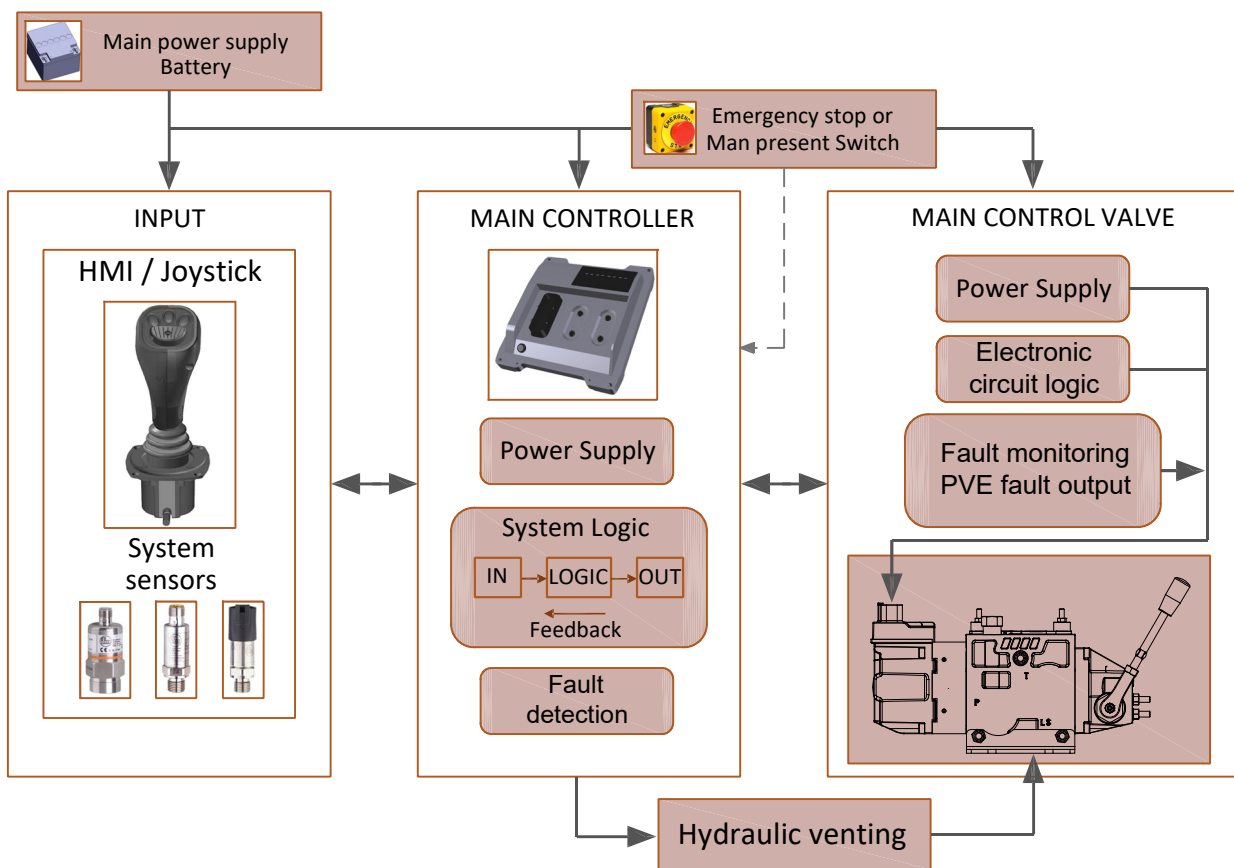 Main power supply
Battery
EMERGENCY
Emergency stop or
Man present Switch
INPUT
HMI / Joystick
System
sensors
MAIN CONTROLLER
Power Supply
System Logic
IN
LOGIC
OUT
Feedback
Fault
detection
MAIN CONTROL VALVE
Power Supply
Electronic
circuit logic
Fault monitoring
PVE fault output
T
P
LS
Hydraulic venting